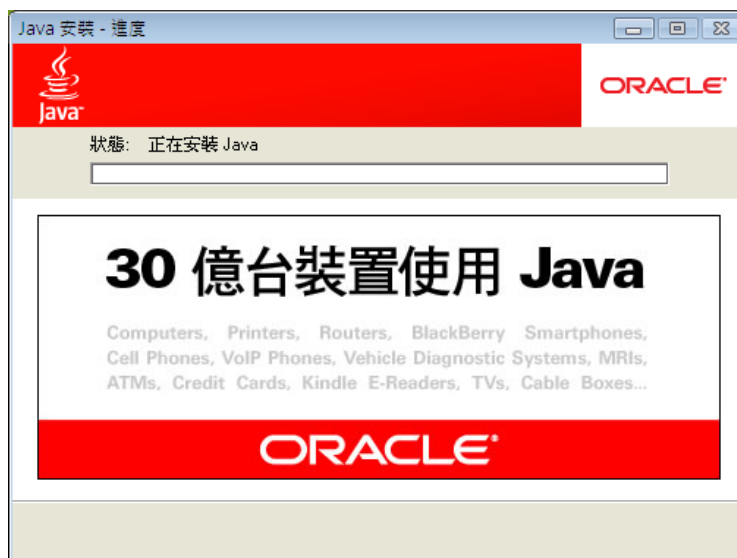 Java 安裝 - 進度
Java™
ORACLE®
狀態: 正在安裝 Java
30 億台裝置使用 Java
Computers, Printers, Routers, BlackBerry Smartphones,
Cell Phones, VoIP Phones, Vehicle Diagnostic Systems, MRIs,
ATMs, Credit Cards, Kindle E-Readers, TVs, Cable Boxes...
ORACLE®